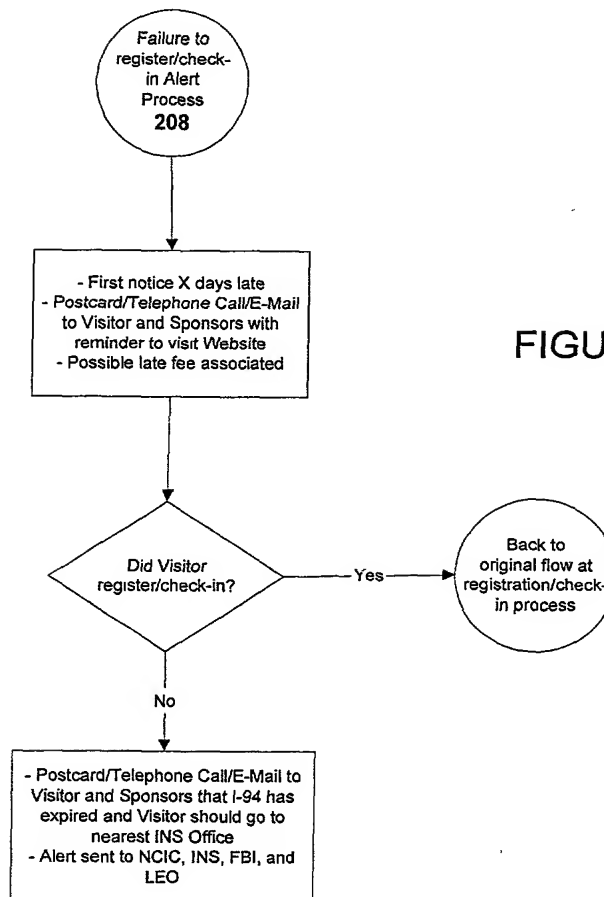 Failure to
register/check-
in Alert
Process
208
- First notice X days late
- Postcard/Telephone Call/E-Mail
to Visitor and Sponsors with
reminder to visit Website
- Possible late fee associated
FIGU
Did Visitor
register/check-in?
Yes
Back to
original flow at
registration/check-
in process
No
- Postcard/Telephone Call/E-Mail to
Visitor and Sponsors that I-94 has
expired and Visitor should go to
nearest INS Office
- Alert sent to NCIC, INS, FBI, and
LEO